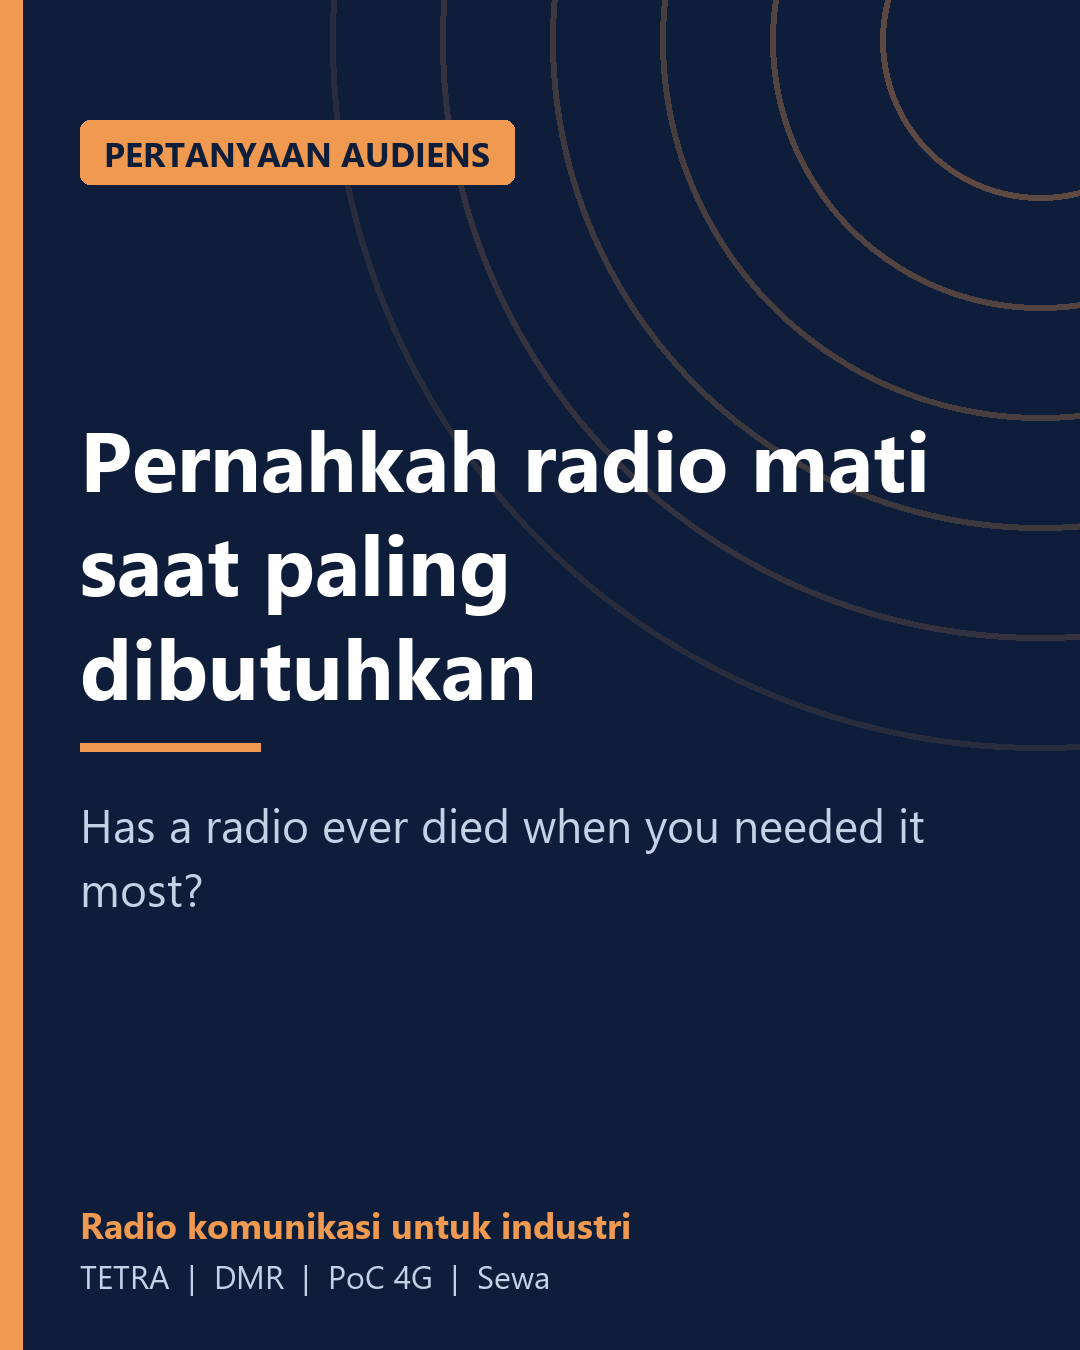 PERTANYAAN AUDIENS
Pernahkah radio mati
saat paling
dibutuhkan
Has a radio ever died when you needed it
most?
Radio komunikasi untuk industri
TETRA | DMR | PoC 4G | Sewa